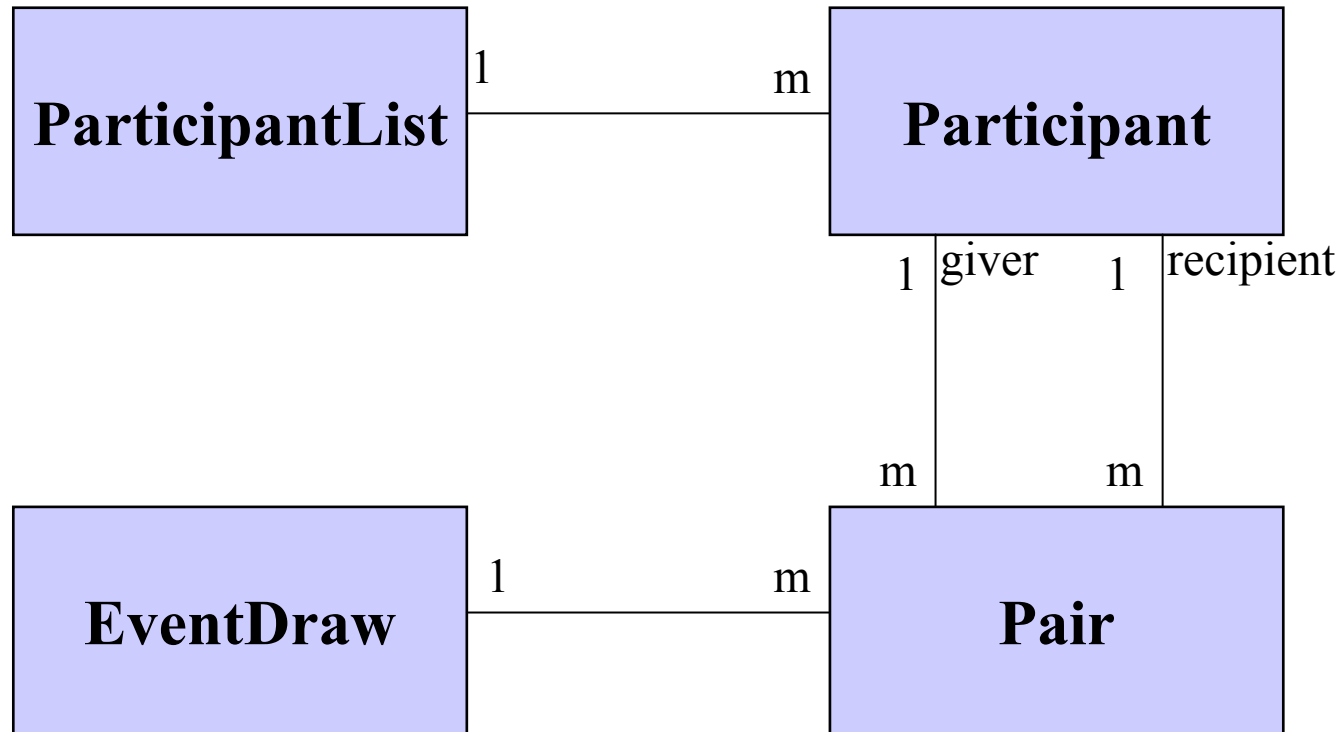 1
m
ParticipantList
Participant
1
giver
1
recipient
m
m
1
m
EventDraw
Pair